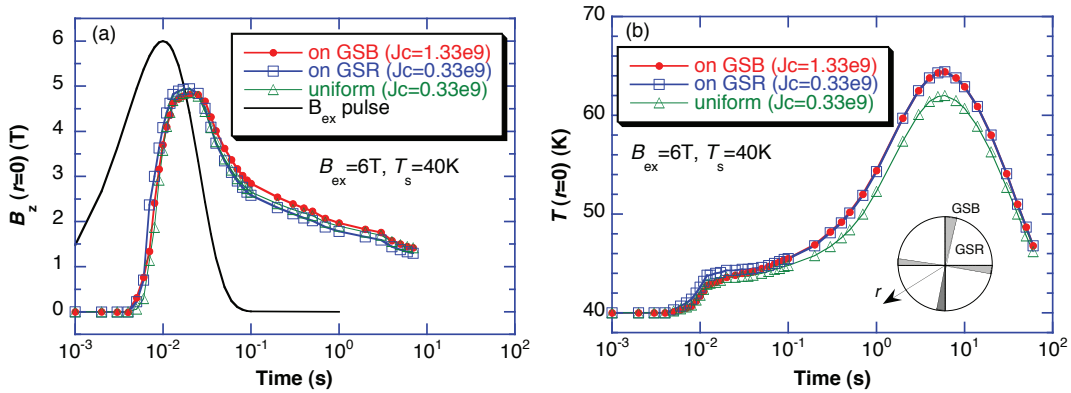 (a)
on GSB (Jc=1.33e9)
on GSR (Jc=0.33e9)
uniform (Jc=0.33e9)
Bex pulse
Bex=6T, Ts=40K
Bz (r=0) (T)
6
5
4
3
2
1
0
10-3
10-2
10-1
100
101
102
Time (s)
(b)
on GSB (Jc=1.33e9)
on GSR (Jc=0.33e9)
uniform (Jc=0.33e9)
Bex=6T, Ts=40K
GSB
GSR
r
T (r=0) (K)
70
60
50
40
10-3
10-2
10-1
100
101
102
Time (s)